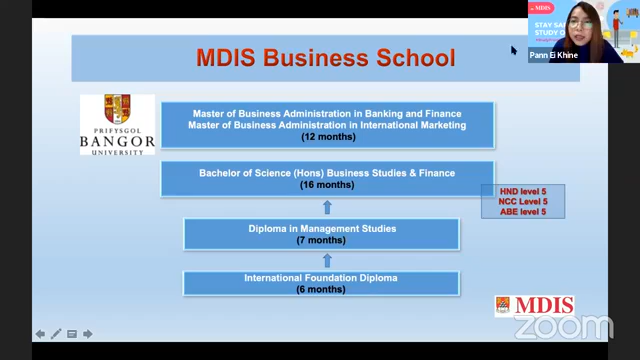 MDIS Business School
PRIFYSGOL
BANGOR
UNIVERSITY
Master of Business Administration in Banking and Finance
Master of Business Administration in International Marketing
(12 months)
Bachelor of Science (Hons) Business Studies & Finance
(16 months)
HND level 5
NCC Level 5
ABE level 5
Diploma in Management Studies
(7 months)
International Foundation Diploma
(6 months)
MDIS
zoom
MDIS
STAY SA
STUDY O
Pann Ei Khine